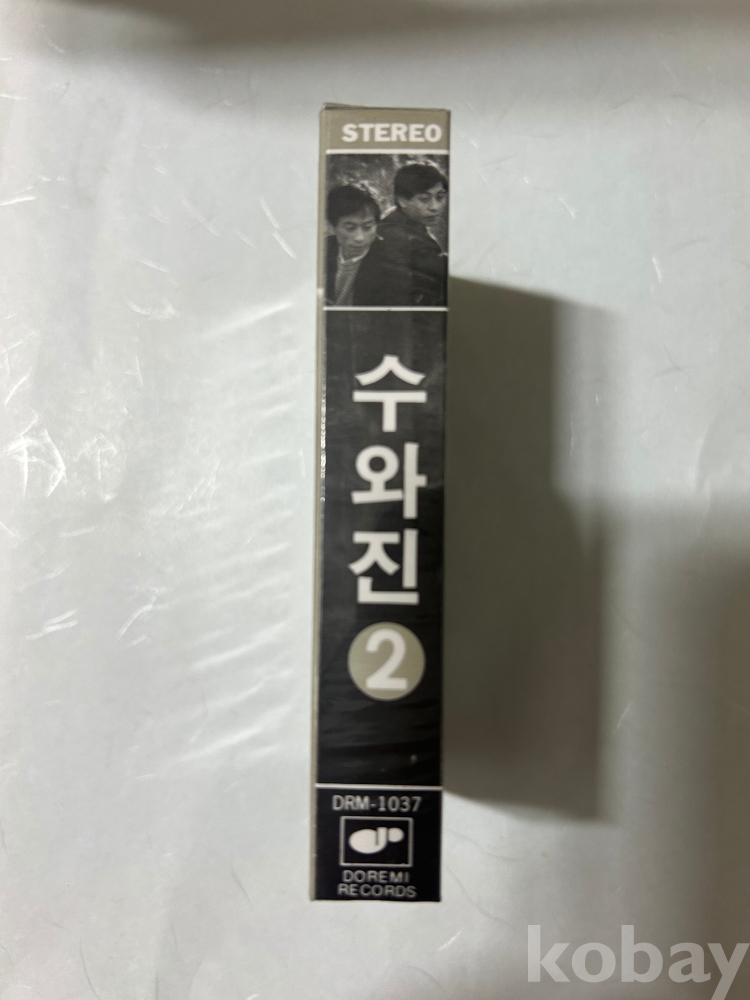 STEREO
수와진
2
DRM-1037
DOREMI
RECORDS
kobay